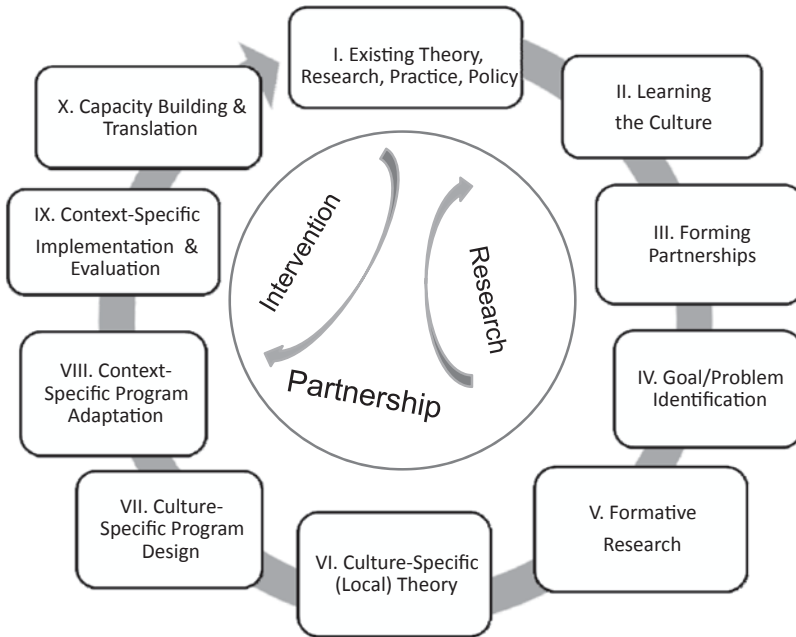 I. Existing Theory,
Research, Practice, Policy
II. Learning
the Culture
III. Forming
Partnerships
IV. Goal/Problem
Identification
V. Formative
Research
VI. Culture-Specific
(Local) Theory
VII. Culture-
Specific Program
Design
VIII. Context-
Specific Program
Adaptation
IX. Context-Specific
Implementation &
Evaluation
X. Capacity Building &
Translation
Intervention
Research
Partnership